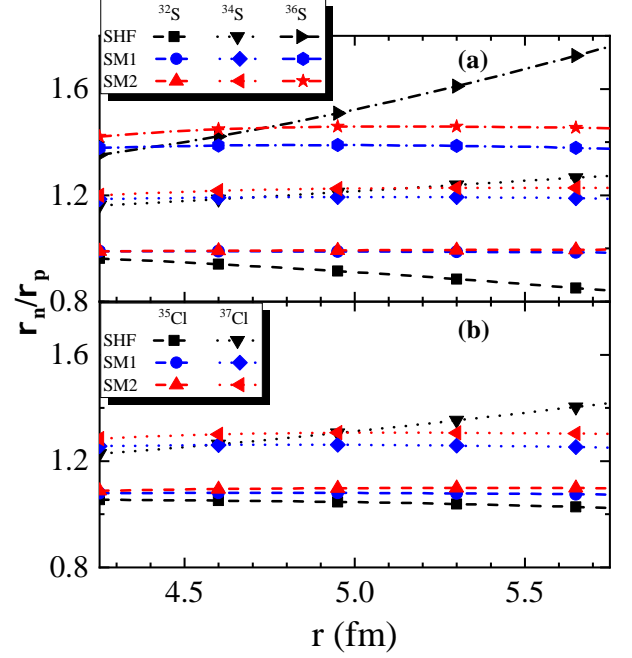 ³²S ³⁴S ³⁶S
SHF
SM1
SM2
(a)
1.6
1.2
0.8
r_n/r_p
³⁵Cl ³⁷Cl
SHF
SM1
SM2
(b)
1.6
1.2
0.8
4.5 5.0 5.5
r (fm)